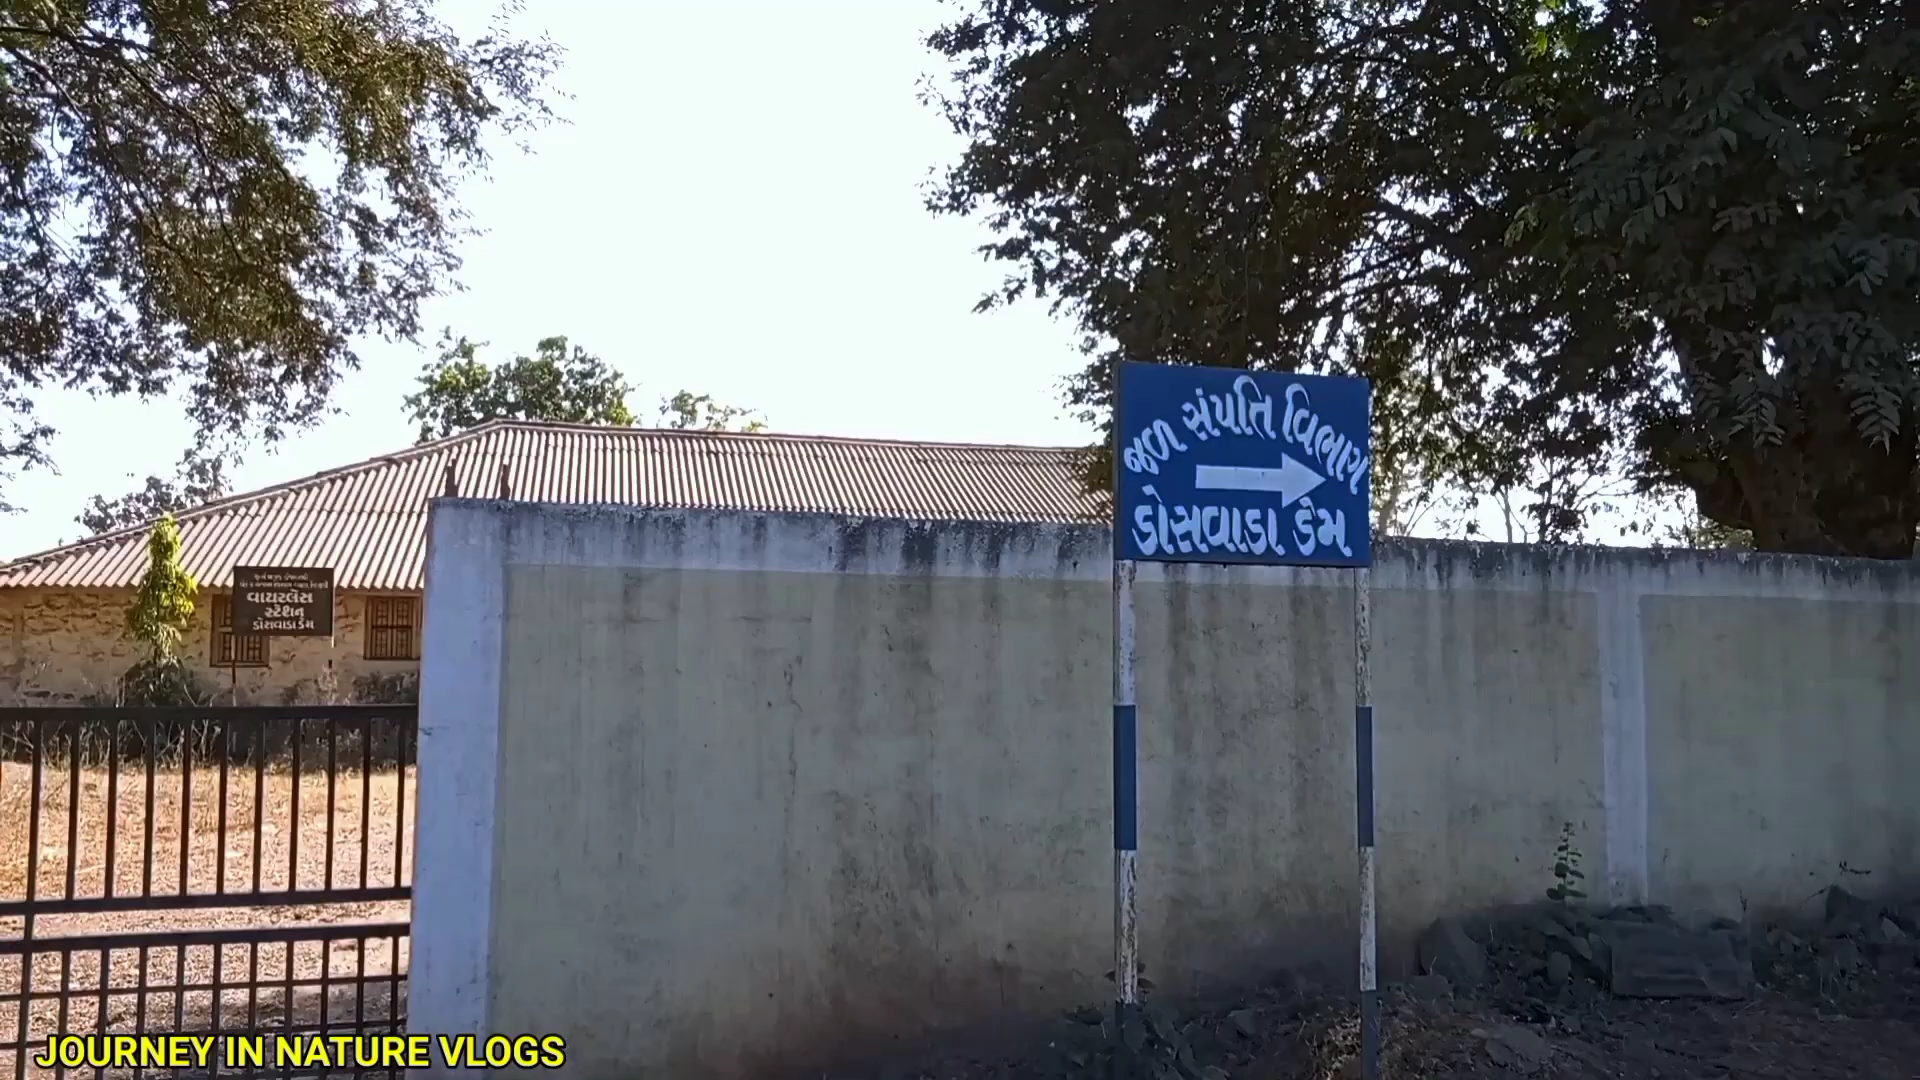 જળ સંપતિ વિભાગ
ડોસવાડા ડેમ
વાયરલેસ
સ્ટેશન
ડોસવાડા ડેમ
JOURNEY IN NATURE VLOGS